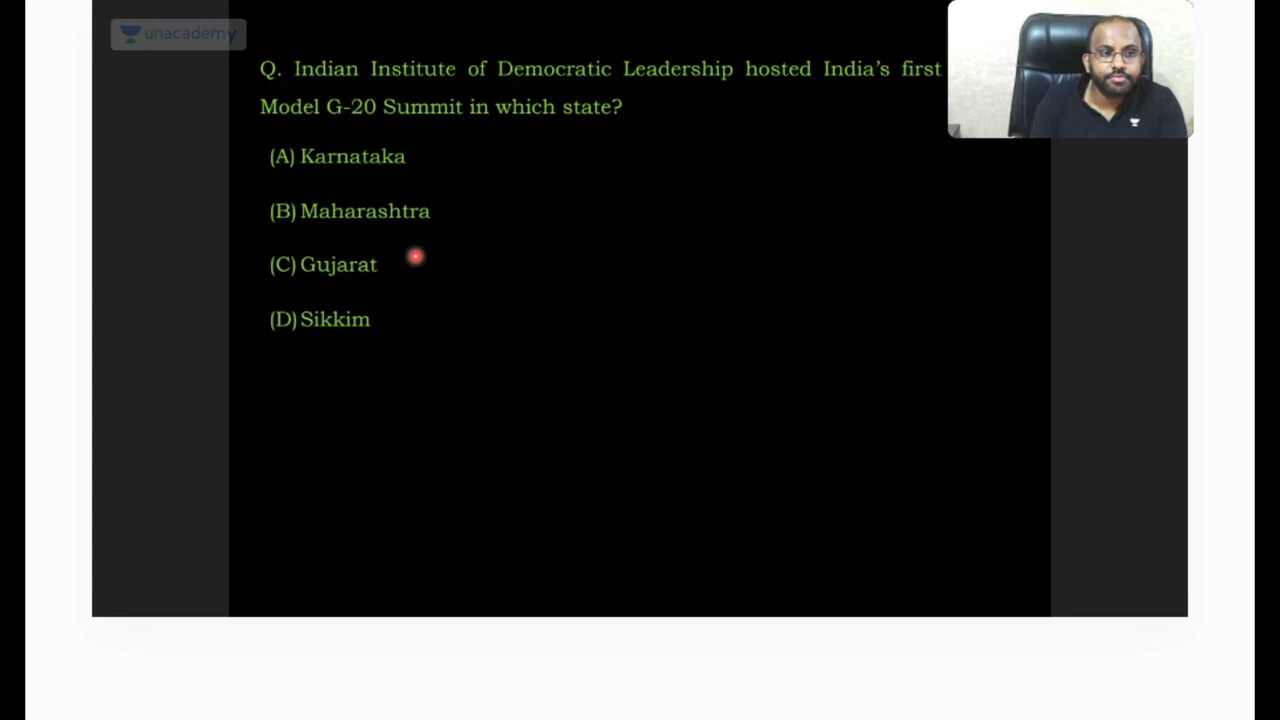 unacademy
Q. Indian Institute of Democratic Leadership hosted India’s first
Model G-20 Summit in which state?
(A) Karnataka
(B) Maharashtra
(C) Gujarat
(D) Sikkim